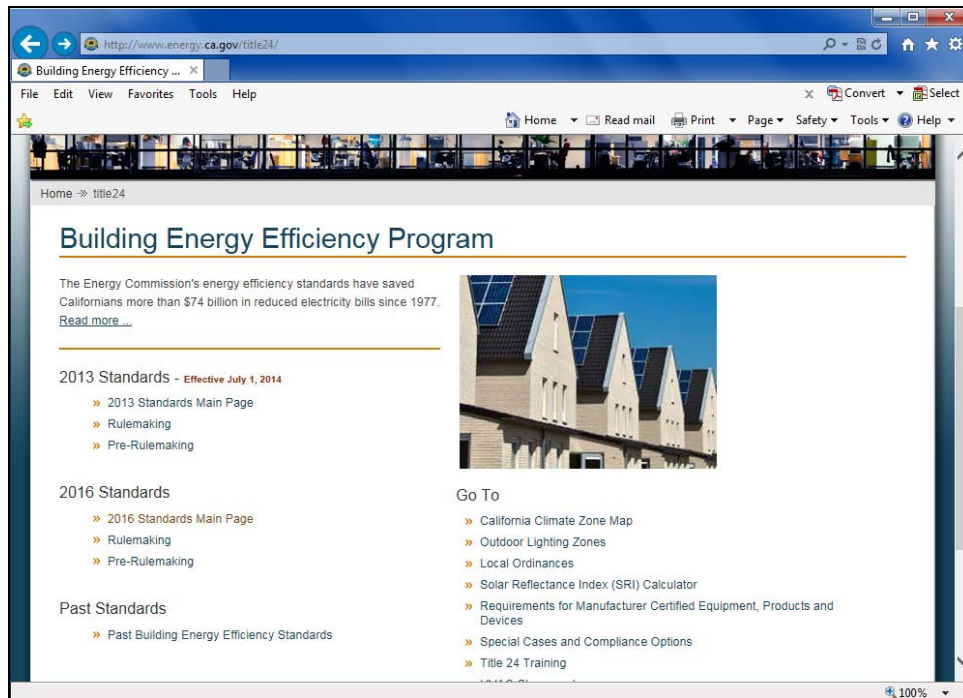 http://www.energy.ca.gov/title24/
Building Energy Efficiency ...
File Edit View Favorites Tools Help
Convert Select
Home Read mail Print Page Safety Tools Help
Home title24
Building Energy Efficiency Program
The Energy Commission's energy efficiency standards have saved
Californians more than $74 billion in reduced electricity bills since 1977.
Read more ...
2013 Standards - Effective July 1, 2014
» 2013 Standards Main Page
» Rulemaking
» Pre-Rulemaking
2016 Standards
» 2016 Standards Main Page
» Rulemaking
» Pre-Rulemaking
Past Standards
» Past Building Energy Efficiency Standards
Go To
» California Climate Zone Map
» Outdoor Lighting Zones
» Local Ordinances
» Solar Reflectance Index (SRI) Calculator
» Requirements for Manufacturer Certified Equipment, Products and
Devices
» Special Cases and Compliance Options
» Title 24 Training
100%